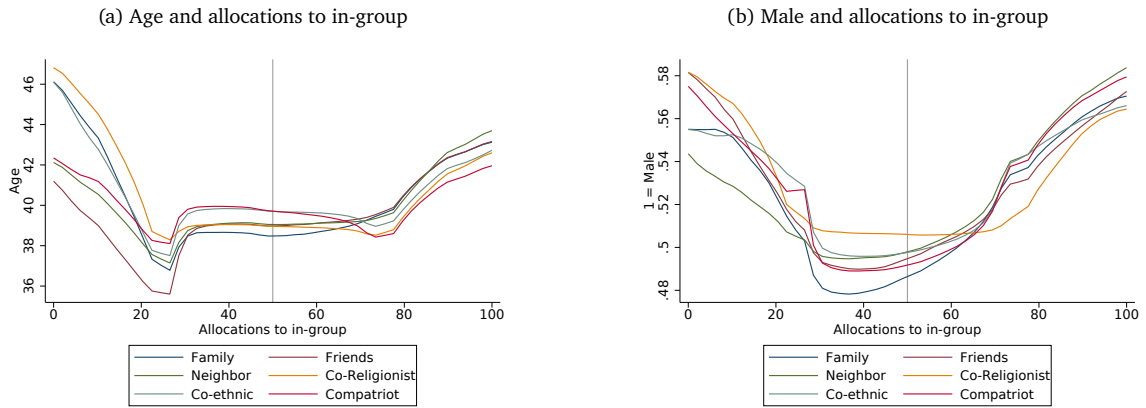 (a) Age and allocations to in-group
46
44
42
40
38
36
Age
0
20
40
60
80
100
Allocations to in-group
Family
Friends
Neighbor
Co-Religionist
Co-ethnic
Compatriot
(b) Male and allocations to in-group
.58
.56
.54
.52
.5
.48
1 = Male
0
20
40
60
80
100
Allocations to in-group
Family
Friends
Neighbor
Co-Religionist
Co-ethnic
Compatriot